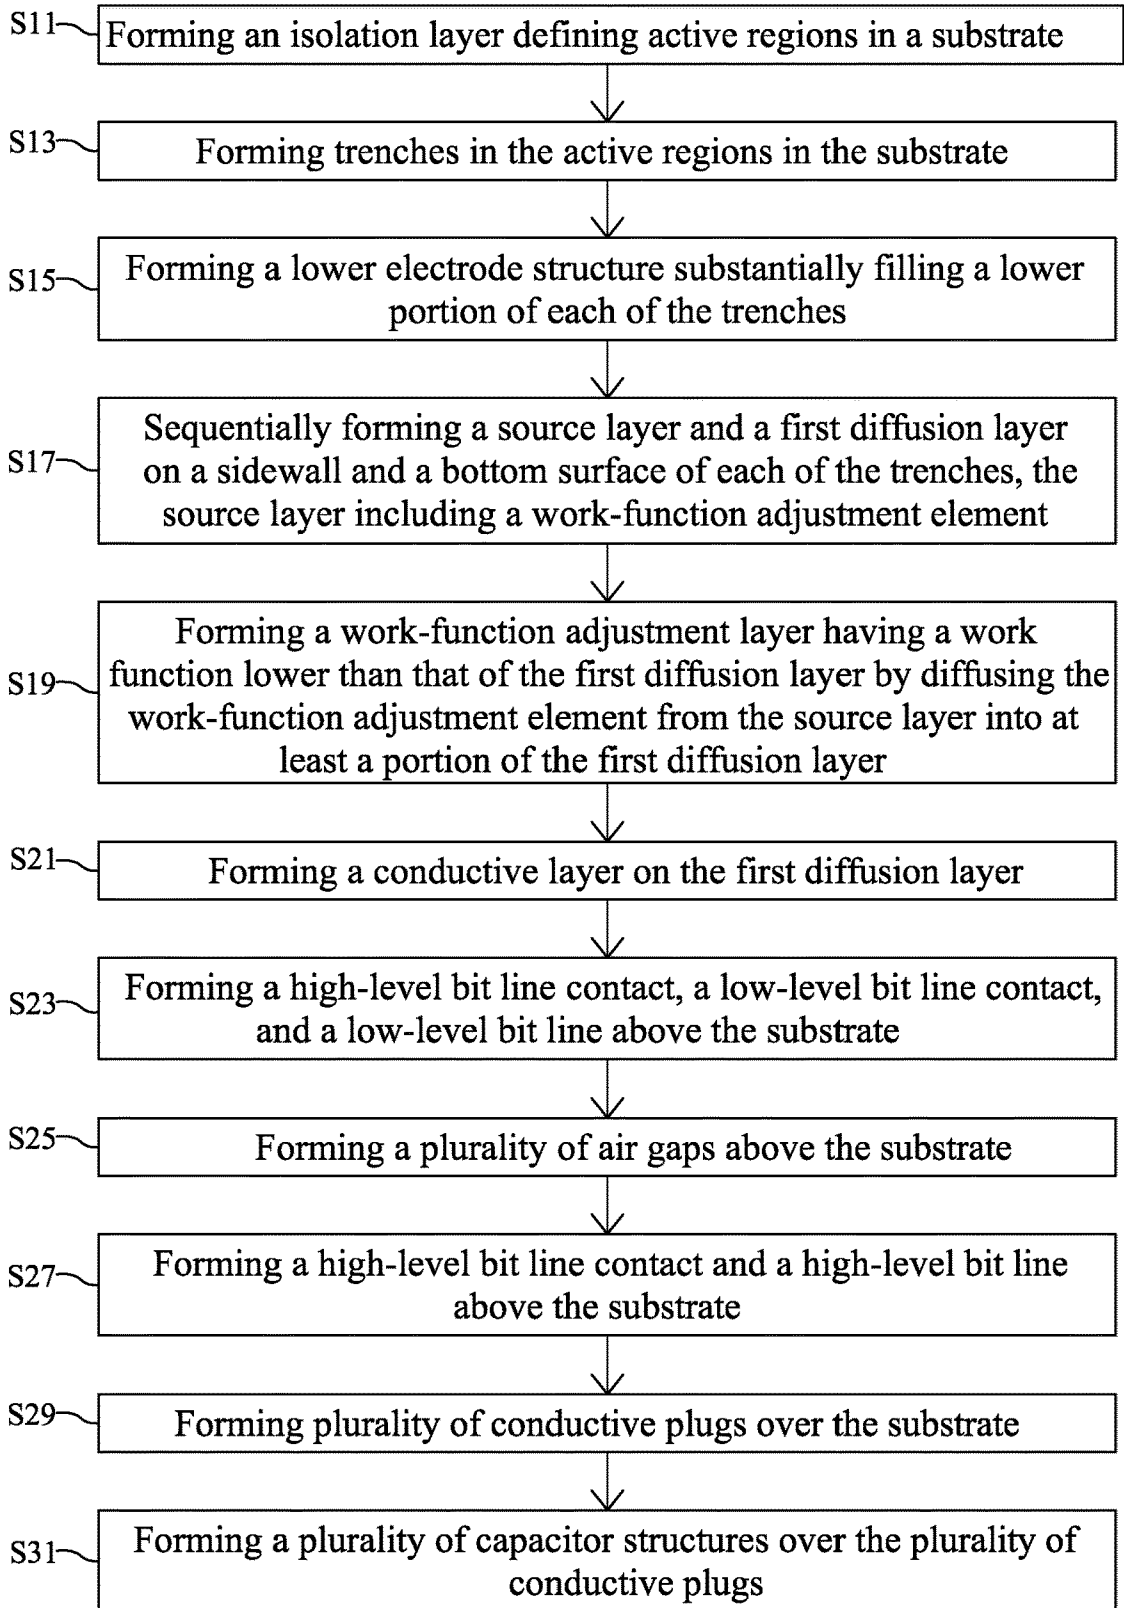 S11
Forming an isolation layer defining active regions in a substrate
S13
Forming trenches in the active regions in the substrate
S15
Forming a lower electrode structure substantially filling a lower
portion of each of the trenches
S17
Sequentially forming a source layer and a first diffusion layer
on a sidewall and a bottom surface of each of the trenches, the
source layer including a work-function adjustment element
S19
Forming a work-function adjustment layer having a work
function lower than that of the first diffusion layer by diffusing the
work-function adjustment element from the source layer into at
least a portion of the first diffusion layer
S21
Forming a conductive layer on the first diffusion layer
S23
Forming a high-level bit line contact, a low-level bit line contact,
and a low-level bit line above the substrate
S25
Forming a plurality of air gaps above the substrate
S27
Forming a high-level bit line contact and a high-level bit line
above the substrate
S29
Forming plurality of conductive plugs over the substrate
S31
Forming a plurality of capacitor structures over the plurality of
conductive plugs